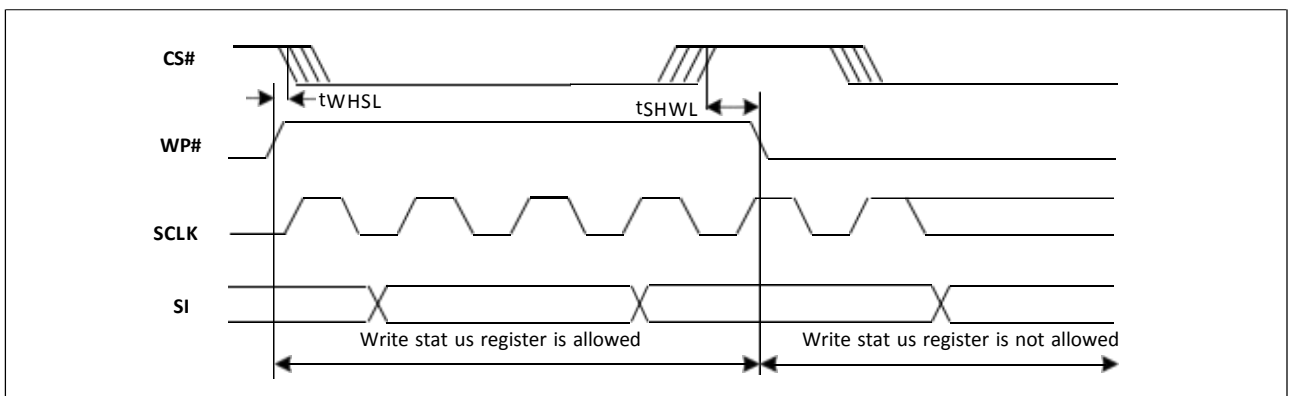 CS#
tWHSL
tSHWL
WP#
SCLK
SI
Write stat us register is allowed
Write stat us register is not allowed